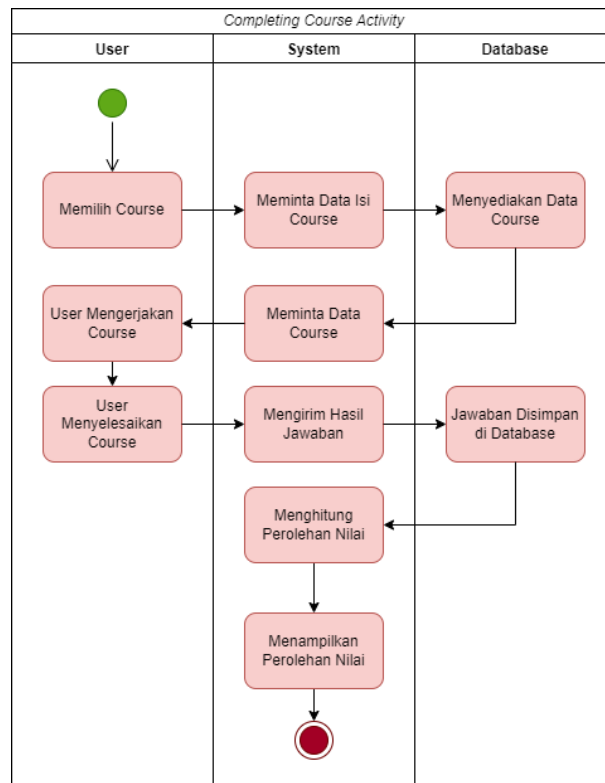 Completing Course Activity
User
System
Database
Memilih Course
Meminta Data Isi
Course
Menyediakan Data
Course
User Mengerjakan
Course
Meminta Data
Course
User
Menyelesaikan
Course
Mengirim Hasil
Jawaban
Jawaban Disimpan
di Database
Menghitung
Perolehan Nilai
Menampilkan
Perolehan Nilai